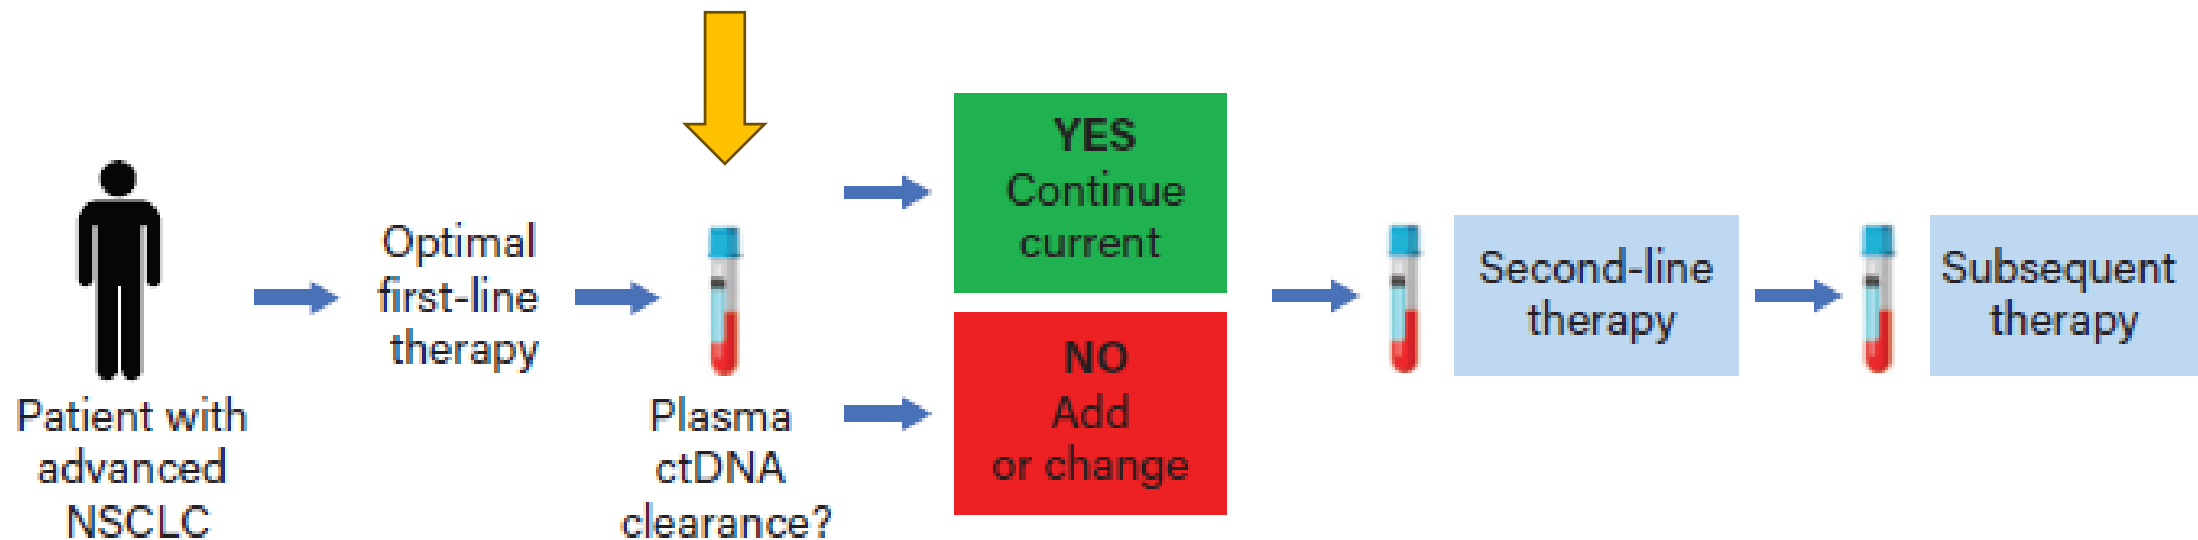 Patient with
advanced
NSCLC
Optimal
first-line
therapy
Plasma
ctDNA
clearance?
YES
Continue
current
NO
Add
or change
Second-line
therapy
Subsequent
therapy